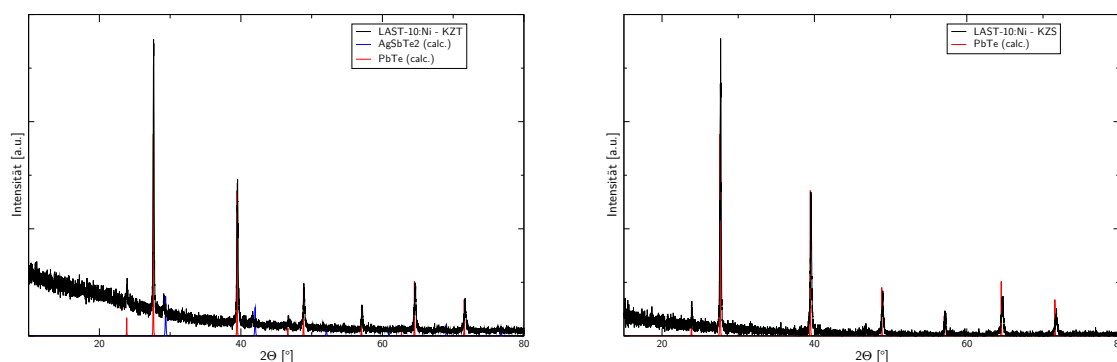 LAST-10:Ni - KZT
AgSbTe2 (calc.)
PbTe (calc.)
Intensität [a.u.]
20
40
60
80
2Θ [°]
LAST-10:Ni - KZS
PbTe (calc.)
Intensität [a.u.]
20
40
60
80
2Θ [°]